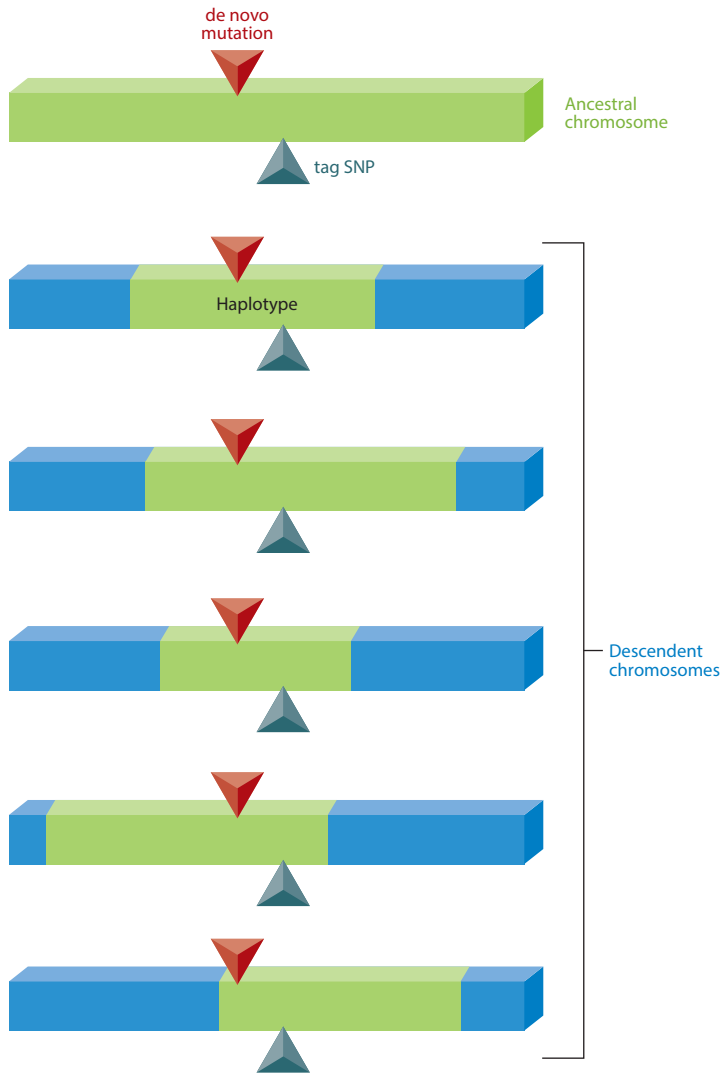 de novo
mutation
Ancestral
chromosome
tag SNP
Haplotype
Descendent
chromosomes